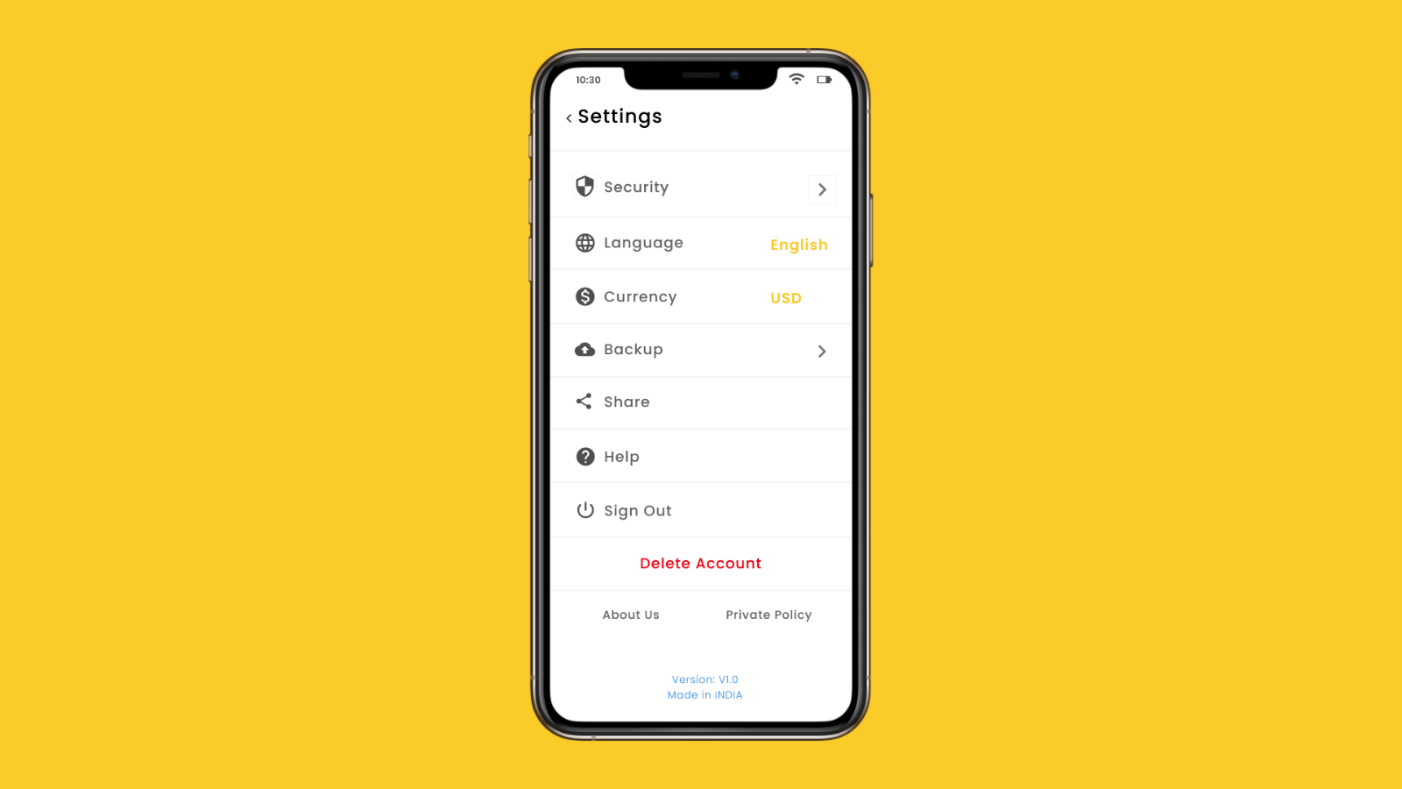 10:30
Settings
Security
Language English
Currency USD
Backup
Share
Help
Sign Out
Delete Account
About Us Private Policy
Version: V1.0
Made in INDIA